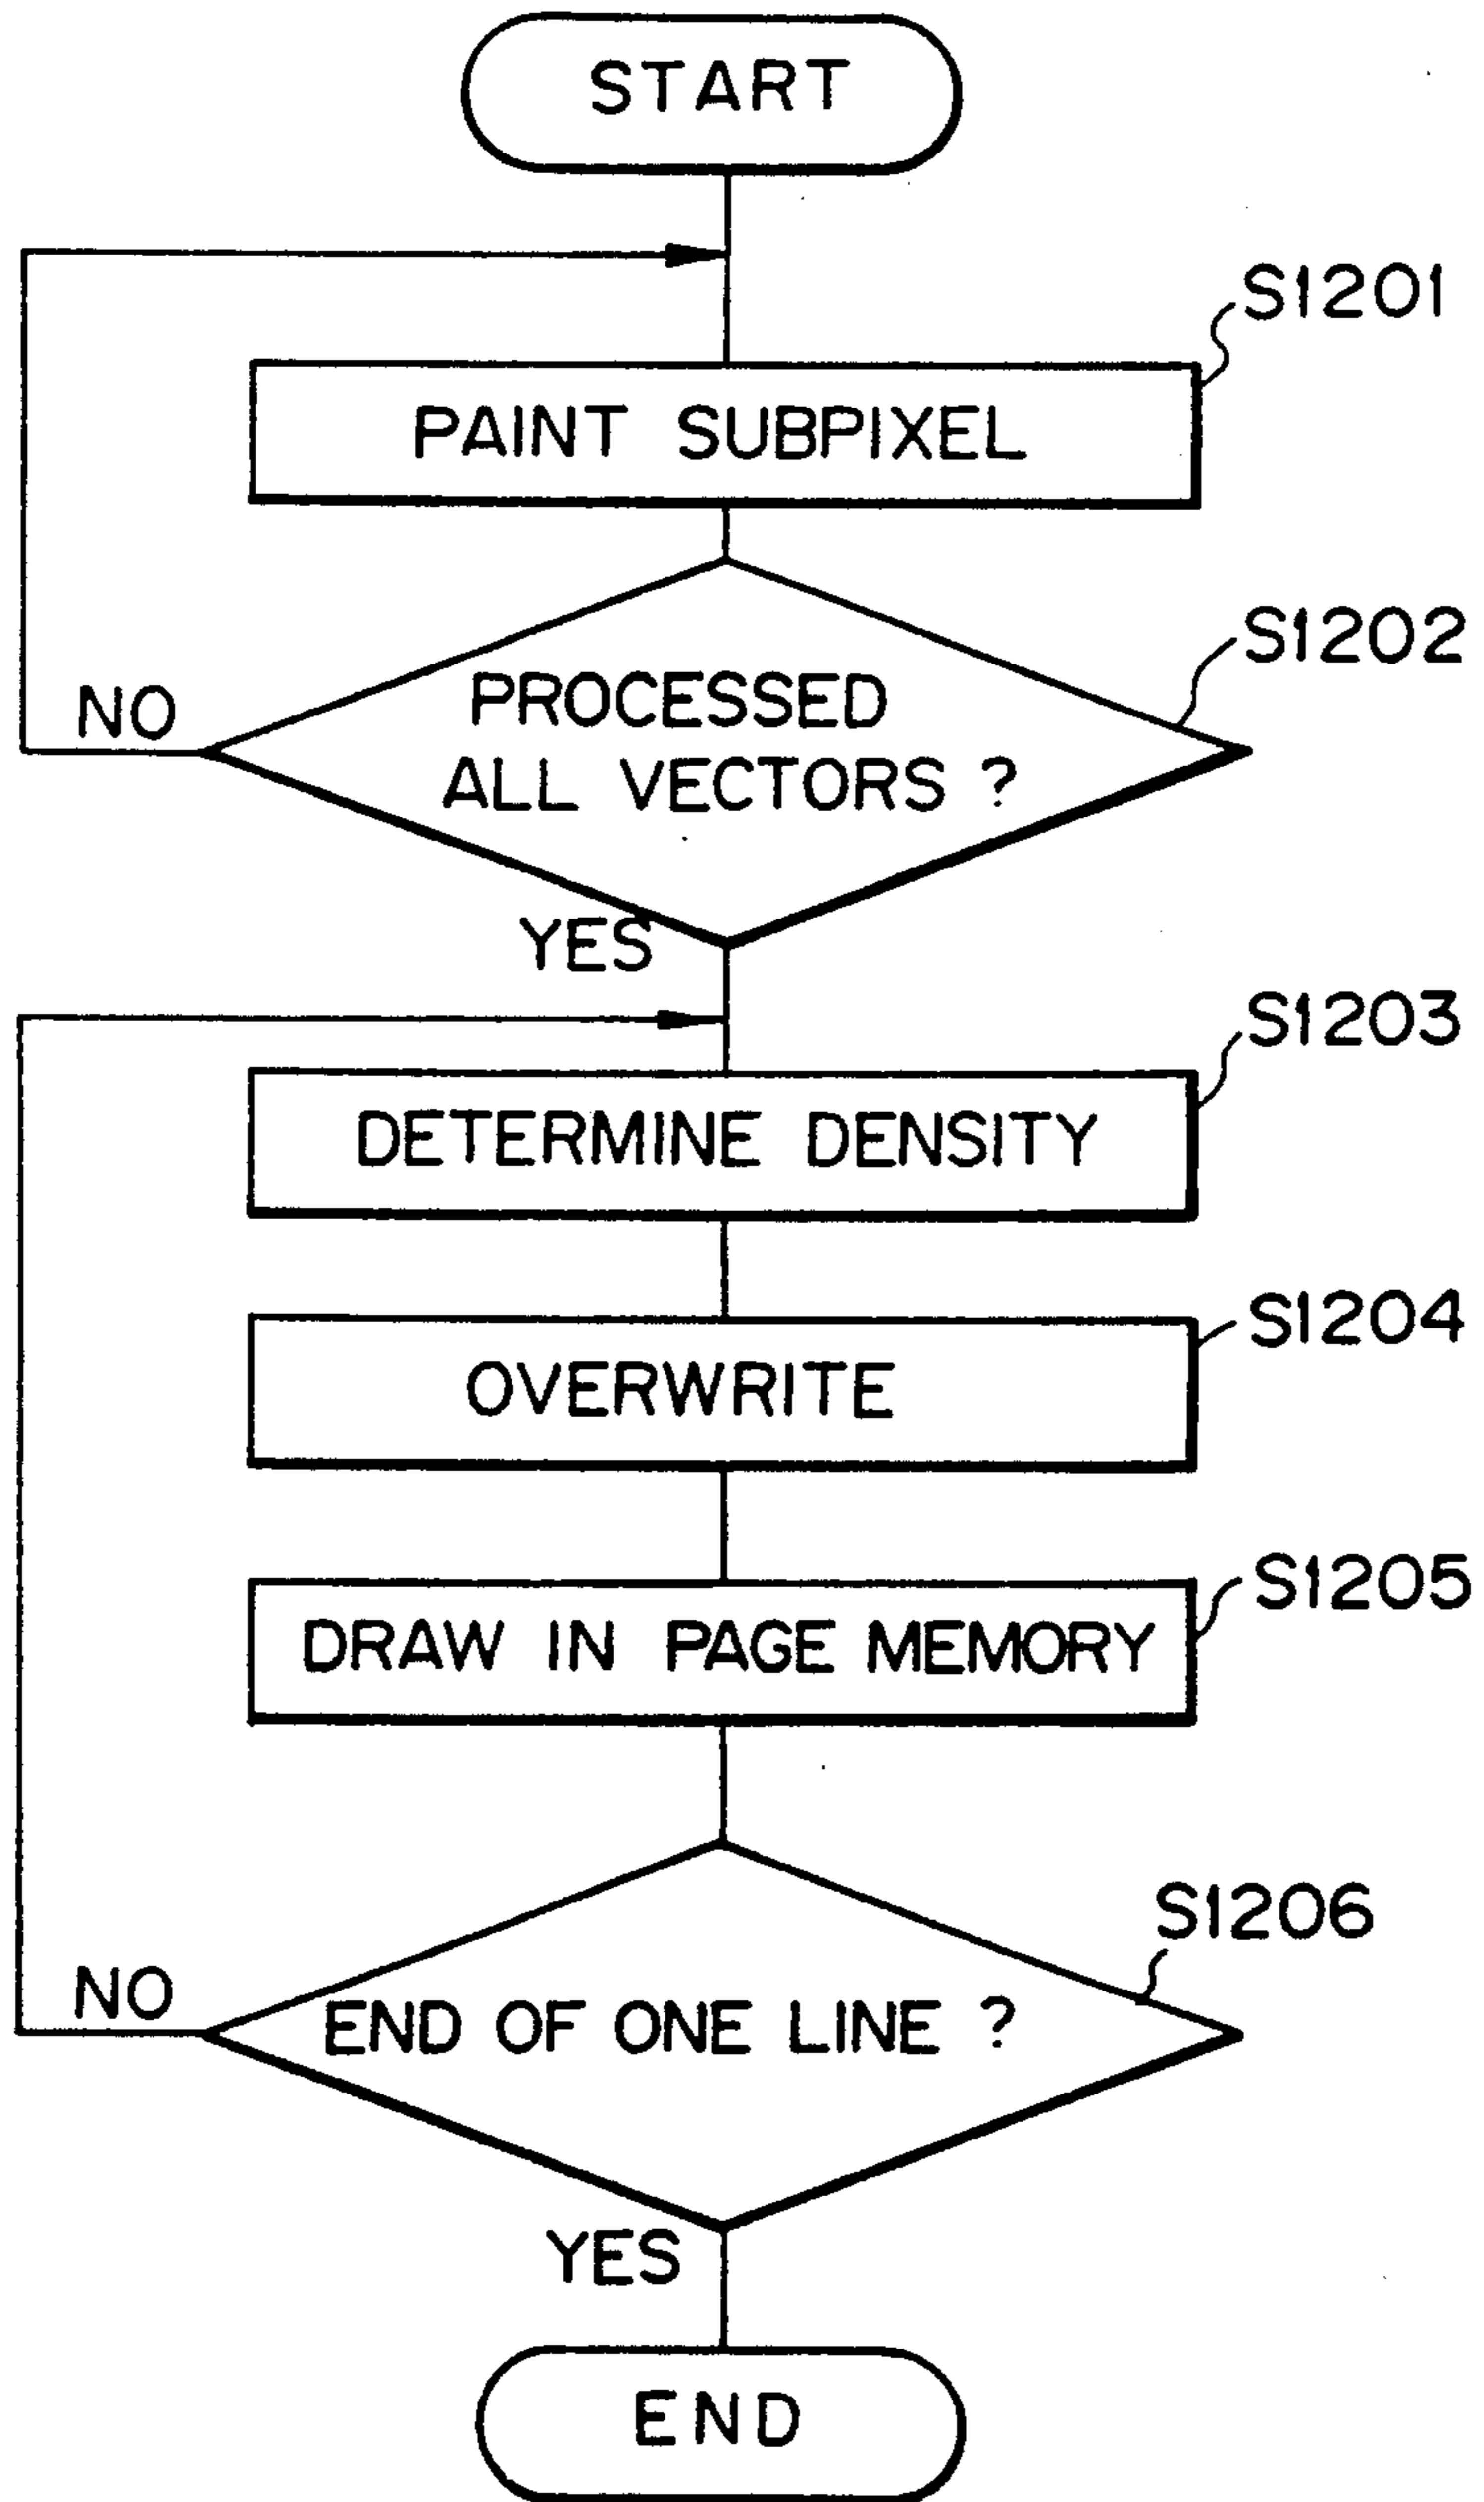 START
S1201
PAINT SUBPIXEL
S1202
PROCESSED
ALL VECTORS ?
NO
YES
S1203
DETERMINE DENSITY
S1204
OVERWRITE
S1205
DRAW IN PAGE MEMORY
S1206
NO
END OF ONE LINE ?
YES
END